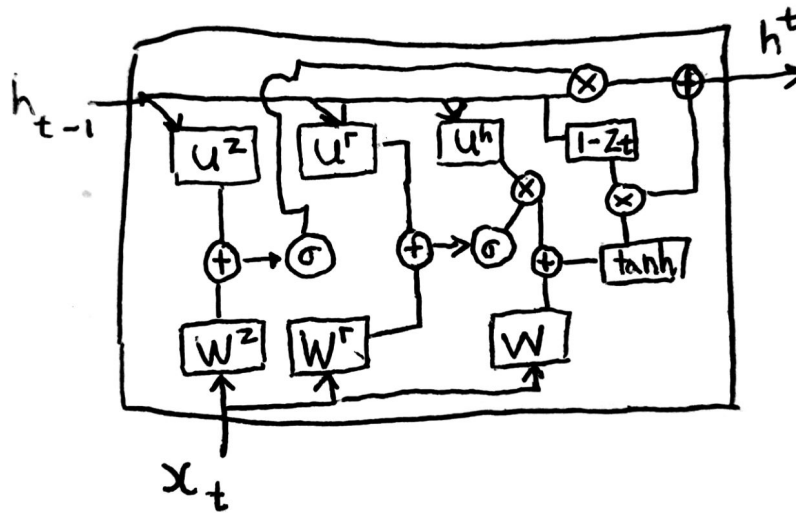 h^t
h_{t-1}
⊗ ⊕
U^z U^r U^h 1-Z_t
⊗ ⊗
⊕ σ ⊕ σ ⊕ tanh
W^z W^r W
x_t